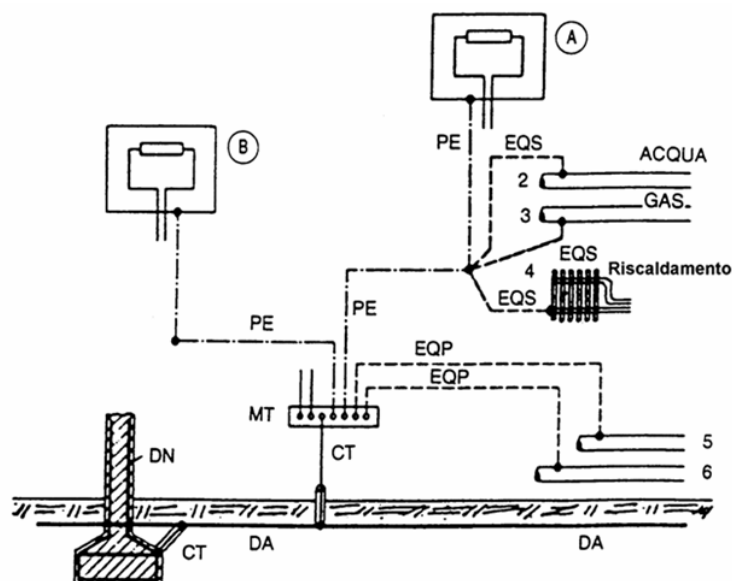 A
B
PE
EQS
ACQUA
2
3
GAS
4
EQS
Riscaldamento
EQS
PE
PE
EQP
EQP
MT
CT
5
6
DN
CT
DA
DA